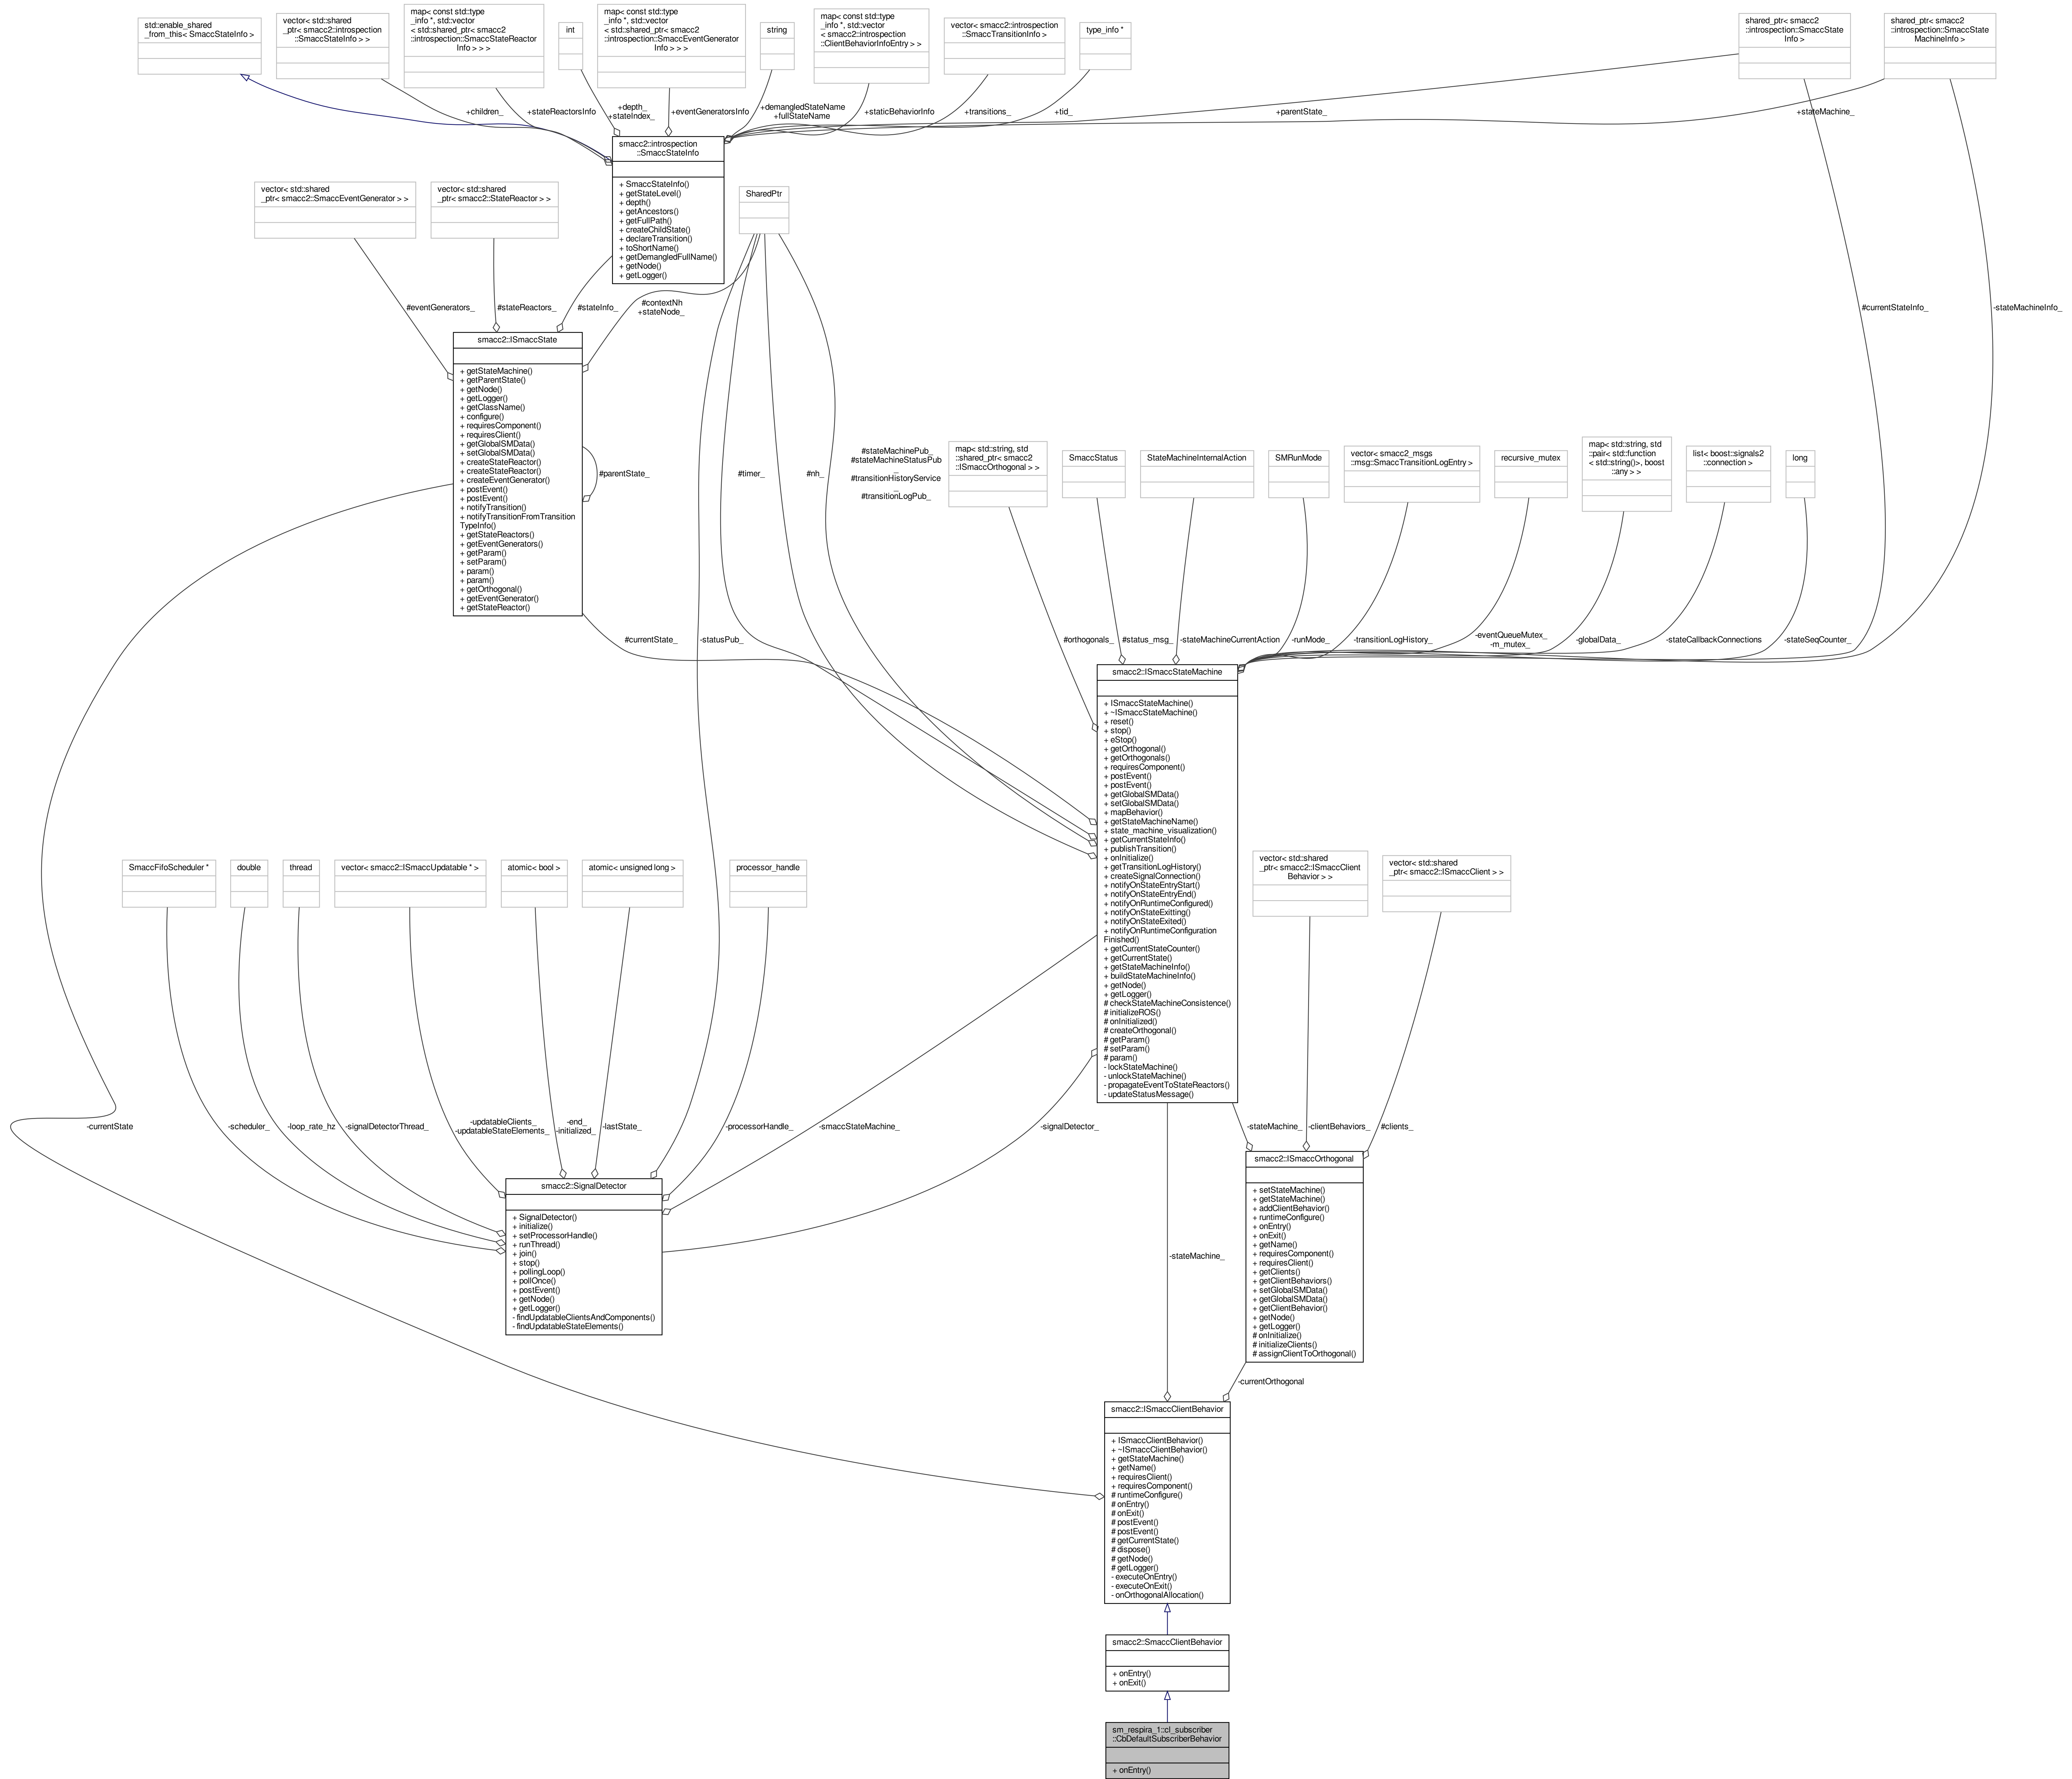 std::enable_shared
_from_this< SmaccStateInfo >
vector< std::shared
_ptr< smacc2::introspection
::SmaccStateInfo > >
map< const std::type
_info *, std::vector
< std::shared_ptr< smacc2
::introspection::SmaccStateReactor
Info > > >
int
map< const std::type
_info *, std::vector
< std::shared_ptr< smacc2
::introspection::SmaccEventGenerator
Info > > >
string
map< const std::type
_info *, std::vector
< smacc2::introspection
::ClientBehaviorInfoEntry > >
vector< smacc2::introspection
::SmaccTransitionInfo >
type_info *
shared_ptr< smacc2
::introspection::SmaccState
Info >
shared_ptr< smacc2
::introspection::SmaccState
MachineInfo >
+children_
+stateReactorsInfo
+depth_
+stateIndex_
+eventGeneratorsInfo
+demangledStateName
+fullStateName
+staticBehaviorInfo
+transitions_
+tid_
+parentState_
+stateMachine_
smacc2::introspection
::SmaccStateInfo
+ SmaccStateInfo()
+ getStateLevel()
+ depth()
+ getAncestors()
+ getFullPath()
+ createChildState()
+ declareTransition()
+ toShortName()
+ getDemangledFullName()
+ getNode()
+ getLogger()
vector< std::shared
_ptr< smacc2::SmaccEventGenerator > >
vector< std::shared
_ptr< smacc2::StateReactor > >
SharedPtr
#eventGenerators_
#stateReactors_
#stateInfo_
#contextNh
+stateNode_
#currentStateInfo_
-stateMachineInfo_
smacc2::ISmaccState
+ getStateMachine()
+ getParentState()
+ getNode()
+ getLogger()
+ getClassName()
+ configure()
+ requiresComponent()
+ requiresClient()
+ getGlobalSMData()
+ setGlobalSMData()
+ createStateReactor()
+ createStateReactor()
+ createEventGenerator()
+ postEvent()
+ postEvent()
+ notifyTransition()
+ notifyTransitionFromTransition
TypeInfo()
+ getStateReactors()
+ getEventGenerators()
+ getParam()
+ setParam()
+ param()
+ param()
+ getOrthogonal()
+ getEventGenerator()
+ getStateReactor()
#parentState_
#timer_
#nh_
#stateMachinePub_
#stateMachineStatusPub
_
#transitionHistoryService
_
#transitionLogPub_
map< std::string, std
::shared_ptr< smacc2
::ISmaccOrthogonal > >
SmaccStatus
StateMachineInternalAction
SMRunMode
vector< smacc2_msgs
::msg::SmaccTransitionLogEntry >
recursive_mutex
map< std::string, std
::pair< std::function
< std::string()>, boost
::any > >
list< boost::signals2
::connection >
long
#currentState_
-statusPub_
#orthogonals_
#status_msg_
-stateMachineCurrentAction
-runMode_
-transitionLogHistory_
-eventQueueMutex_
-m_mutex_
-globalData_
-stateCallbackConnections
-stateSeqCounter_
smacc2::ISmaccStateMachine
+ ISmaccStateMachine()
+ ~ISmaccStateMachine()
+ reset()
+ stop()
+ eStop()
+ getOrthogonal()
+ getOrthogonals()
+ requiresComponent()
+ postEvent()
+ postEvent()
+ getGlobalSMData()
+ setGlobalSMData()
+ mapBehavior()
+ getStateMachineName()
+ state_machine_visualization()
+ getCurrentStateInfo()
+ publishTransition()
+ onInitialize()
+ getTransitionLogHistory()
+ createSignalConnection()
+ notifyOnStateEntryStart()
+ notifyOnStateEntryEnd()
+ notifyOnRuntimeConfigured()
+ notifyOnStateExitting()
+ notifyOnStateExited()
+ notifyOnRuntimeConfiguration
Finished()
+ getCurrentStateCounter()
+ getCurrentState()
+ getStateMachineInfo()
+ buildStateMachineInfo()
+ getNode()
+ getLogger()
# checkStateMachineConsistence()
# initializeROS()
# onInitialized()
# createOrthogonal()
# getParam()
# setParam()
# param()
- lockStateMachine()
- unlockStateMachine()
- propagateEventToStateReactors()
- updateStatusMessage()
SmaccFifoScheduler *
double
thread
vector< smacc2::ISmaccUpdatable * >
atomic< bool >
atomic< unsigned long >
processor_handle
vector< std::shared
_ptr< smacc2::ISmaccClient
Behavior > >
vector< std::shared
_ptr< smacc2::ISmaccClient > >
-currentState
-scheduler_
-loop_rate_hz
-signalDetectorThread_
-updatableClients_
-updatableStateElements_
-end_
-initialized_
-lastState_
-processorHandle_
-smaccStateMachine_
-signalDetector_
-stateMachine_
-clientBehaviors_
#clients_
smacc2::SignalDetector
+ SignalDetector()
+ initialize()
+ setProcessorHandle()
+ runThread()
+ join()
+ stop()
+ pollingLoop()
+ pollOnce()
+ postEvent()
+ getNode()
+ getLogger()
- findUpdatableClientsAndComponents()
- findUpdatableStateElements()
smacc2::ISmaccOrthogonal
+ setStateMachine()
+ getStateMachine()
+ addClientBehavior()
+ runtimeConfigure()
+ onEntry()
+ onExit()
+ getName()
+ requiresComponent()
+ requiresClient()
+ getClients()
+ getClientBehaviors()
+ setGlobalSMData()
+ getGlobalSMData()
+ getClientBehavior()
+ getNode()
+ getLogger()
# onInitialize()
# initializeClients()
# assignClientToOrthogonal()
-stateMachine_
-currentOrthogonal
smacc2::ISmaccClientBehavior
+ ISmaccClientBehavior()
+ ~ISmaccClientBehavior()
+ getStateMachine()
+ getName()
+ requiresClient()
+ requiresComponent()
# runtimeConfigure()
# onEntry()
# onExit()
# postEvent()
# postEvent()
# getCurrentState()
# dispose()
# getNode()
# getLogger()
- executeOnEntry()
- executeOnExit()
- onOrthogonalAllocation()
smacc2::SmaccClientBehavior
+ onEntry()
+ onExit()
sm_respira_1::cl_subscriber
::CbDefaultSubscriberBehavior
+ onEntry()